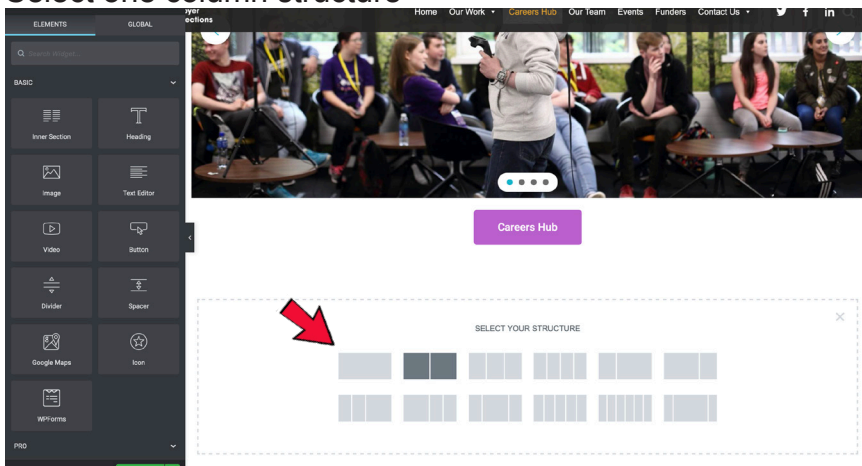 Select one column structure
ELEMENTS
GLOBAL
Search Widget...
BASIC
Inner Section
Heading
Image
Text Editor
Video
Button
Divider
Spacer
Google Maps
Icon
WPForms
PRO
oyer
ections
Home Our Work Careers Hub Our Team Events Funders Contact Us
Careers Hub
SELECT YOUR STRUCTURE